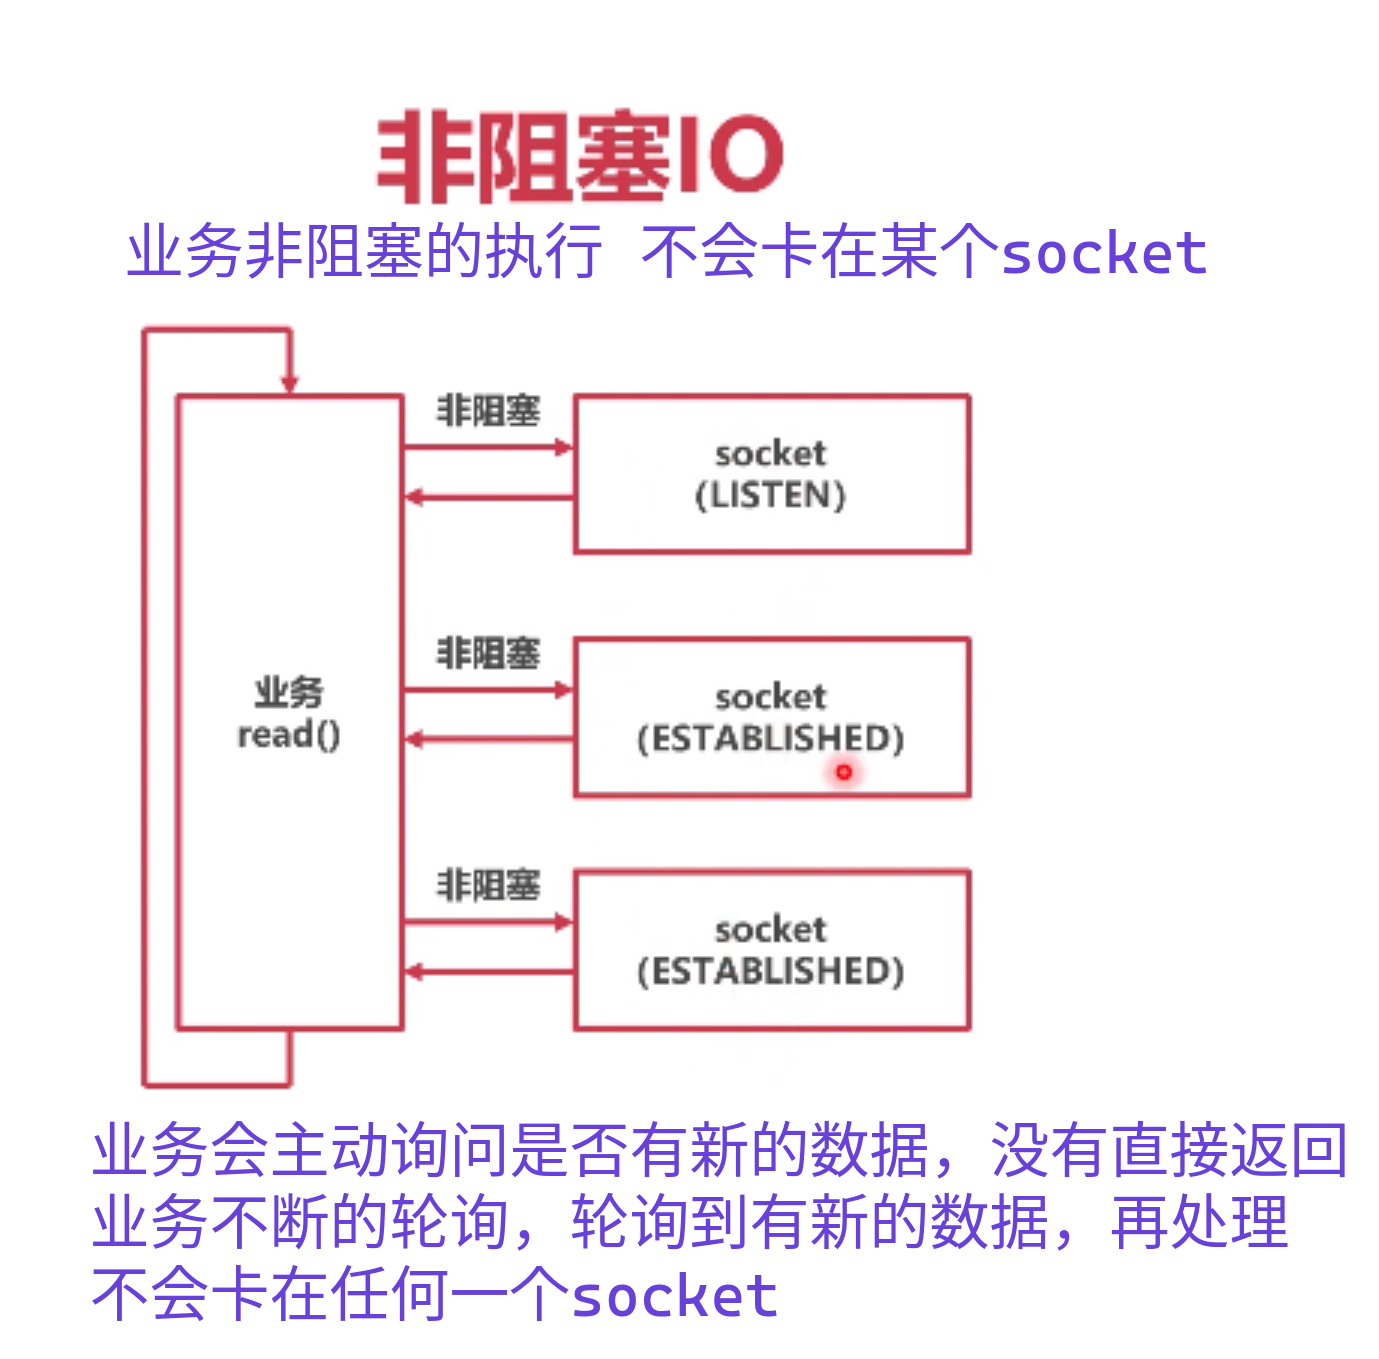 非阻塞IO
业务非阻塞的执行 不会卡在某个socket
非阻塞
socket
(LISTEN)
非阻塞
socket
(ESTABLISHED)
业务
read()
非阻塞
socket
(ESTABLISHED)
业务会主动询问是否有新的数据，没有直接返回
业务不断的轮询，轮询到有新的数据，再处理
不会卡在任何一个socket